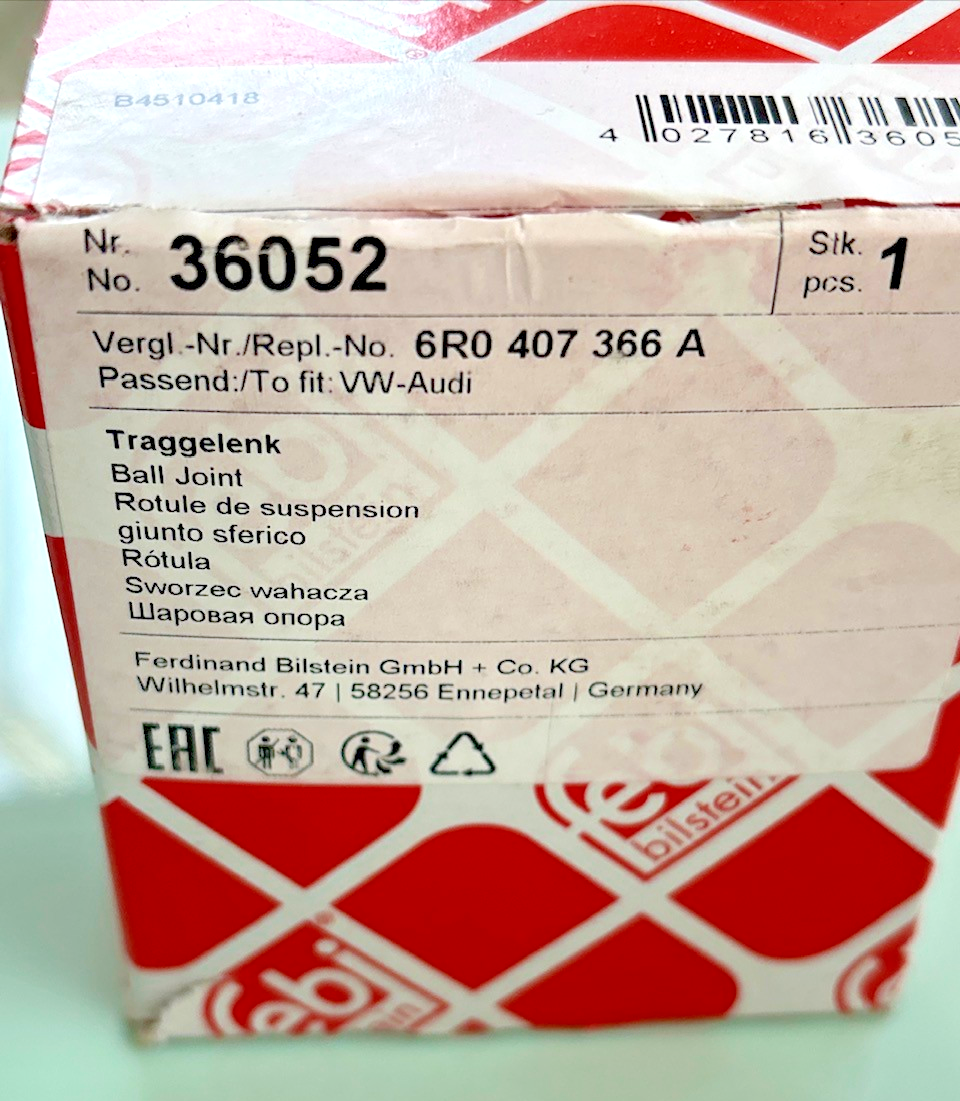 B4510418
4 027816 3605
Nr.
No. 36052
Stk.
pcs. 1
Vergl.-Nr./Repl.-No. 6R0 407 366 A
Passend:/To fit: VW-Audi
Traggelenk
Ball Joint
Rotule de suspension
giunto sferico
Rótula
Sworzec wahacza
Шаровая опора
Ferdinand Bilstein GmbH + Co. KG
Wilhelmstr. 47 | 58256 Ennepetal | Germany
EAC
febi
bilstein
febi